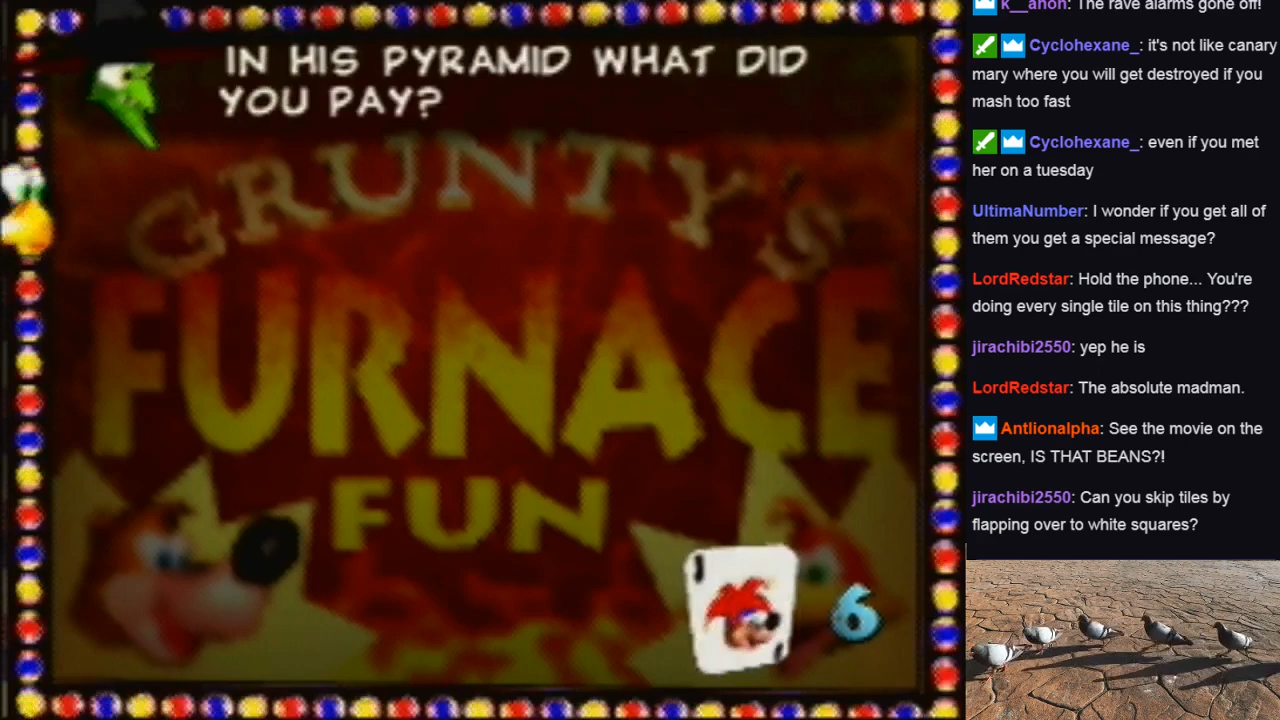 IN HIS PYRAMID WHAT DID
YOU PAY?
GRUNTY'S
FURNACE
FUN
6
k__anon: The rave alarms gone off!
Cyclohexane_: it's not like canary
mary where you will get destroyed if you
mash too fast
Cyclohexane_: even if you met
her on a tuesday
UltimaNumber: I wonder if you get all of
them you get a special message?
LordRedstar: Hold the phone... You're
doing every single tile on this thing???
jirachibi2550: yep he is
LordRedstar: The absolute madman.
Antlionalpha: See the movie on the
screen, IS THAT BEANS?!
jirachibi2550: Can you skip tiles by
flapping over to white squares?